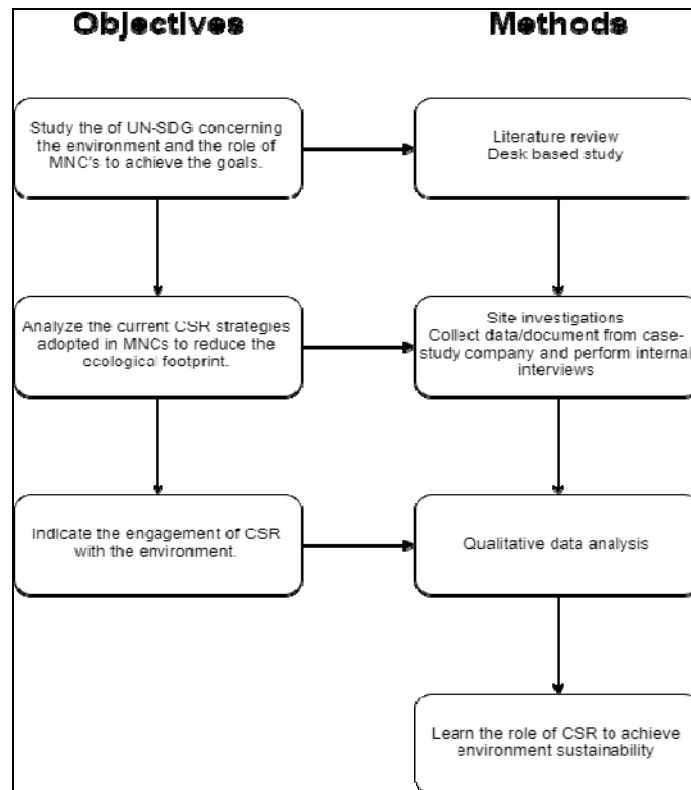 Objectives
Methods
Study the of UN-SDG concerning
the environment and the role of
MNC's to achieve the goals.
Literature review
Desk based study
Analyze the current CSR strategies
adopted in MNCs to reduce the
ecological footprint.
Site investigations
Collect data/document from case-
study company and perform internal
interviews
Indicate the engagement of CSR
with the environment.
Qualitative data analysis
Learn the role of CSR to achieve
environment sustainability